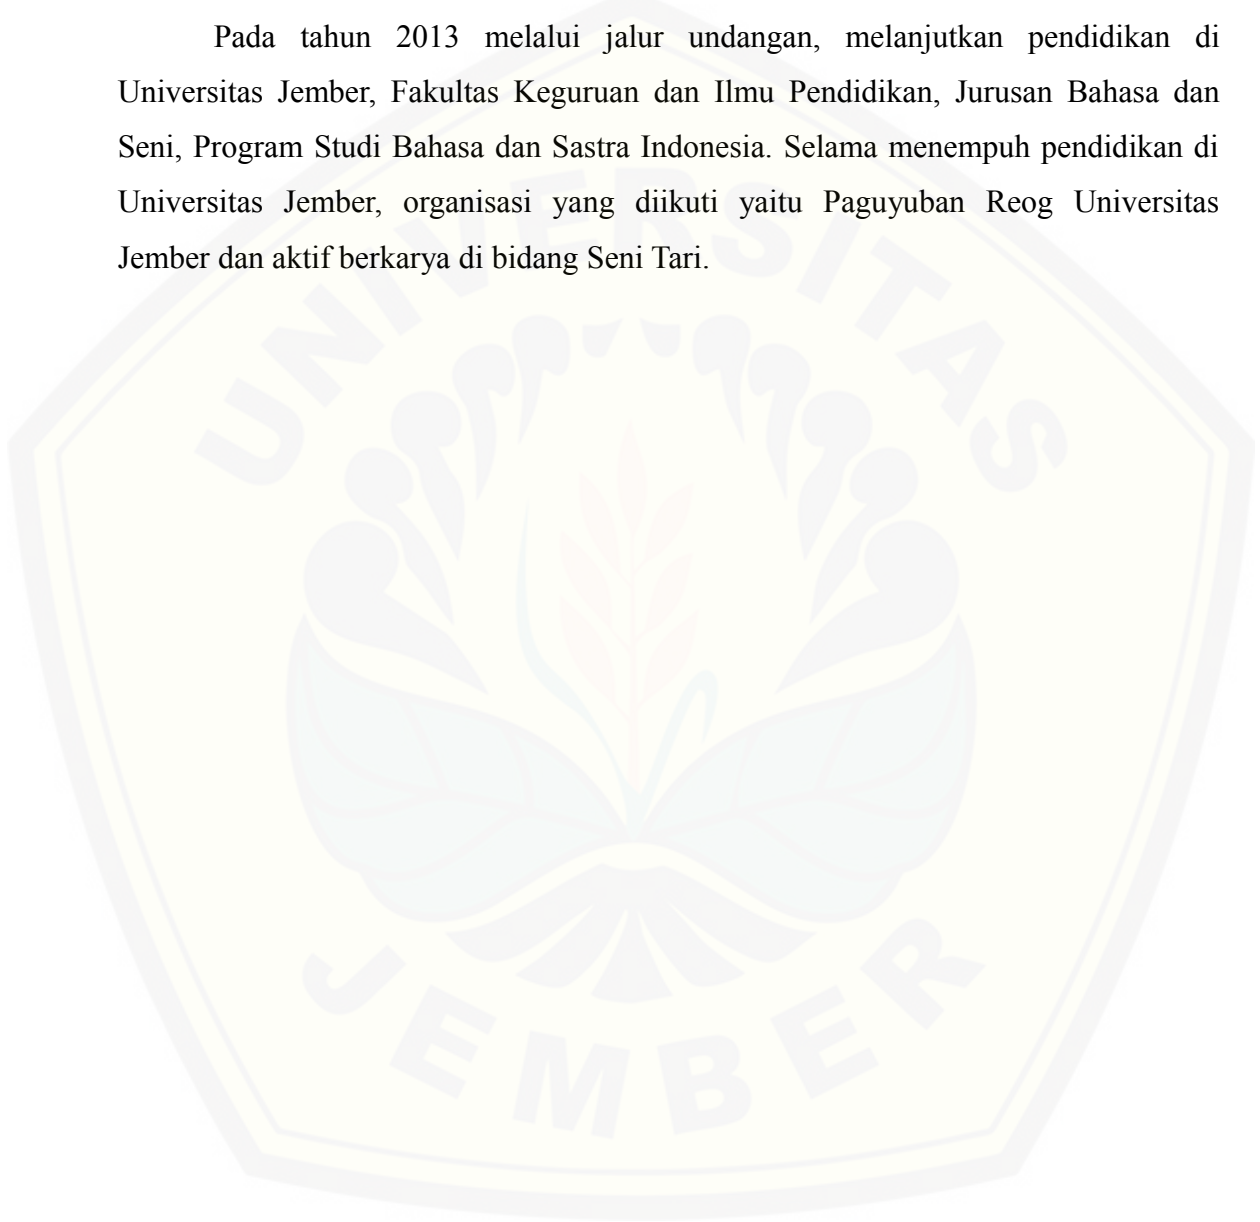 Pada tahun 2013 melalui jalur undangan, melanjutkan pendidikan di
Universitas Jember, Fakultas Keguruan dan Ilmu Pendidikan, Jurusan Bahasa dan
Seni, Program Studi Bahasa dan Sastra Indonesia. Selama menempuh pendidikan di
Universitas Jember, organisasi yang diikuti yaitu Paguyuban Reog Universitas
Jember dan aktif berkarya di bidang Seni Tari.
UNIVERSITAS
JEMBER